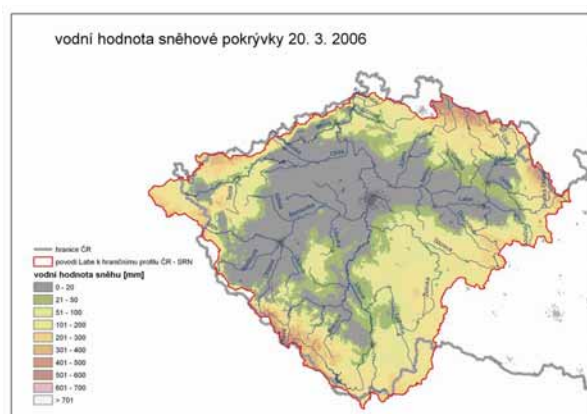 vodní hodnota sněhové pokrývky 20. 3. 2006
hranice ČR
povodí Labe k hraničnímu profilu ČR - SRN
vodní hodnota sněhu [mm]
0 - 20
21 - 50
51 - 100
101 - 200
201 - 300
301 - 400
401 - 500
501 - 600
601 - 700
> 701
Ohře
Labe
Berounka